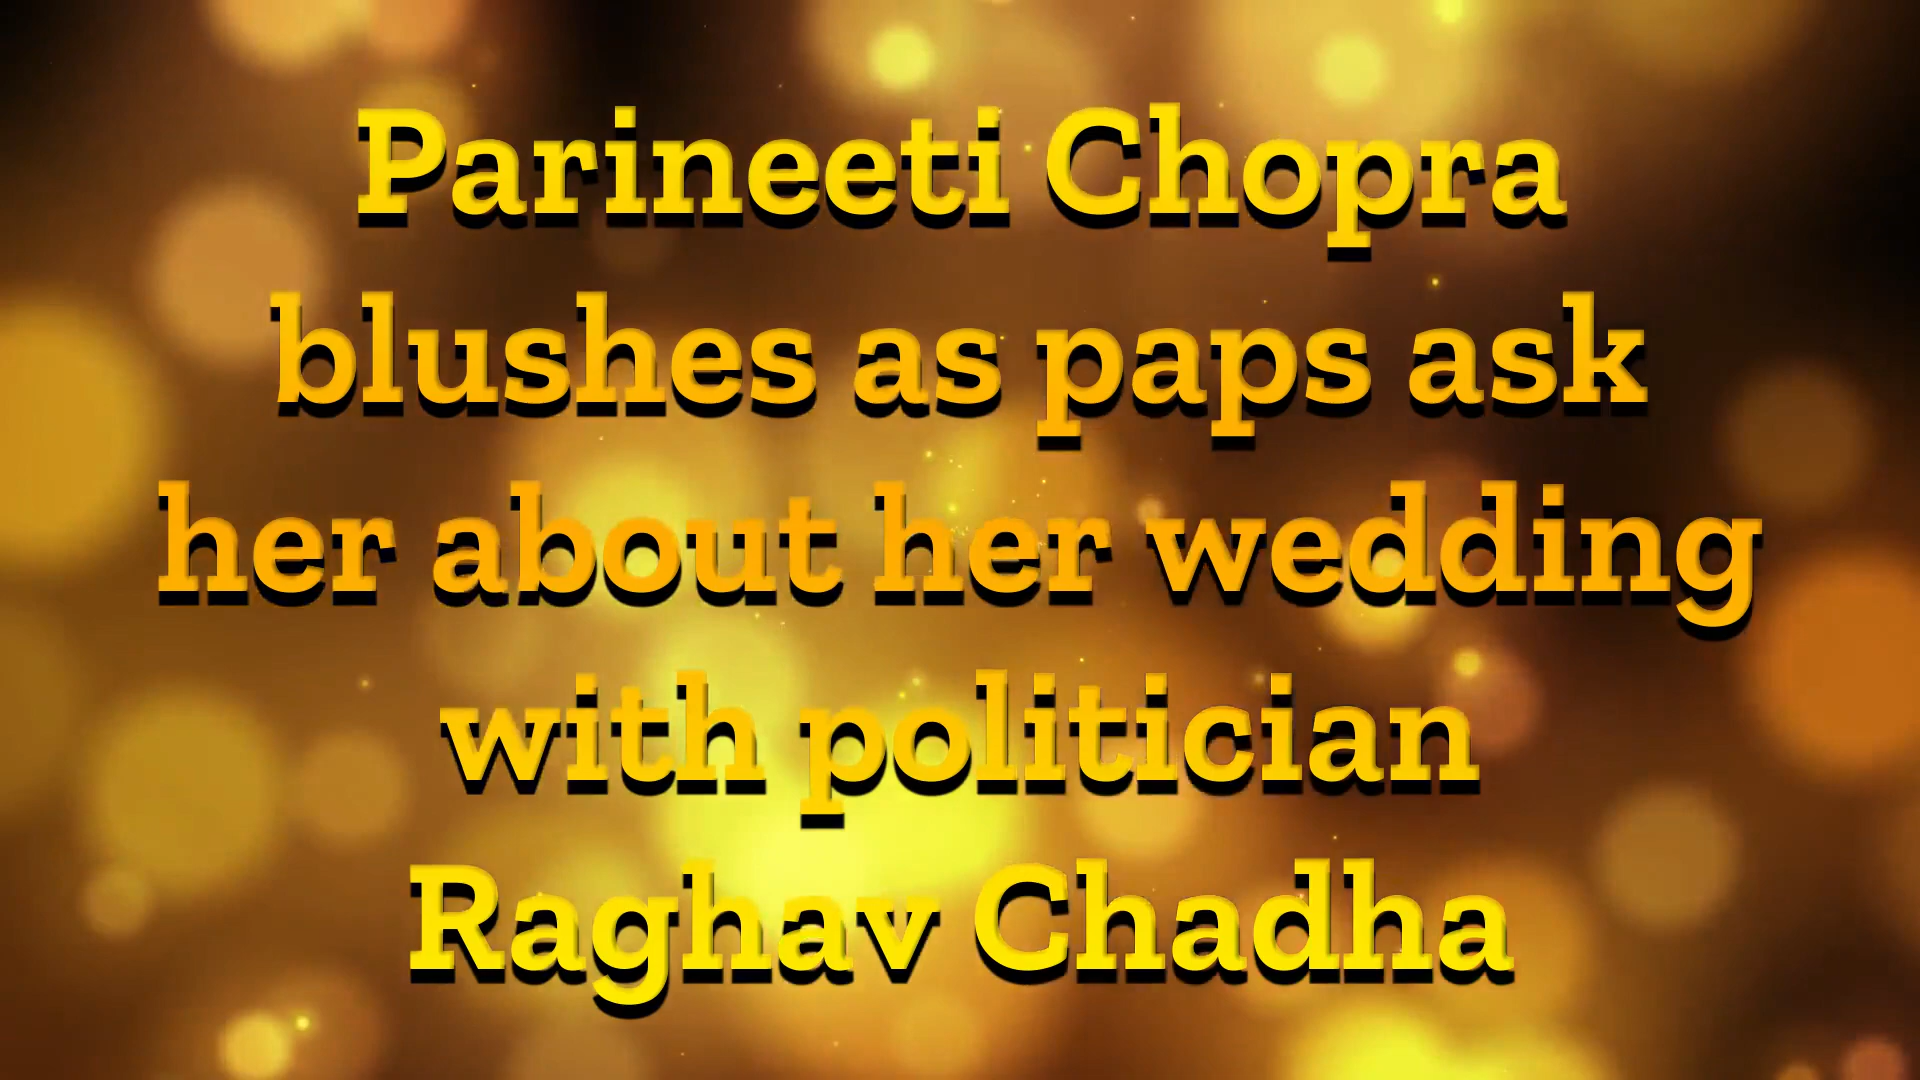 Parineeti Chopra
blushes as paps ask
her about her wedding
with politician
Raghav Chadha